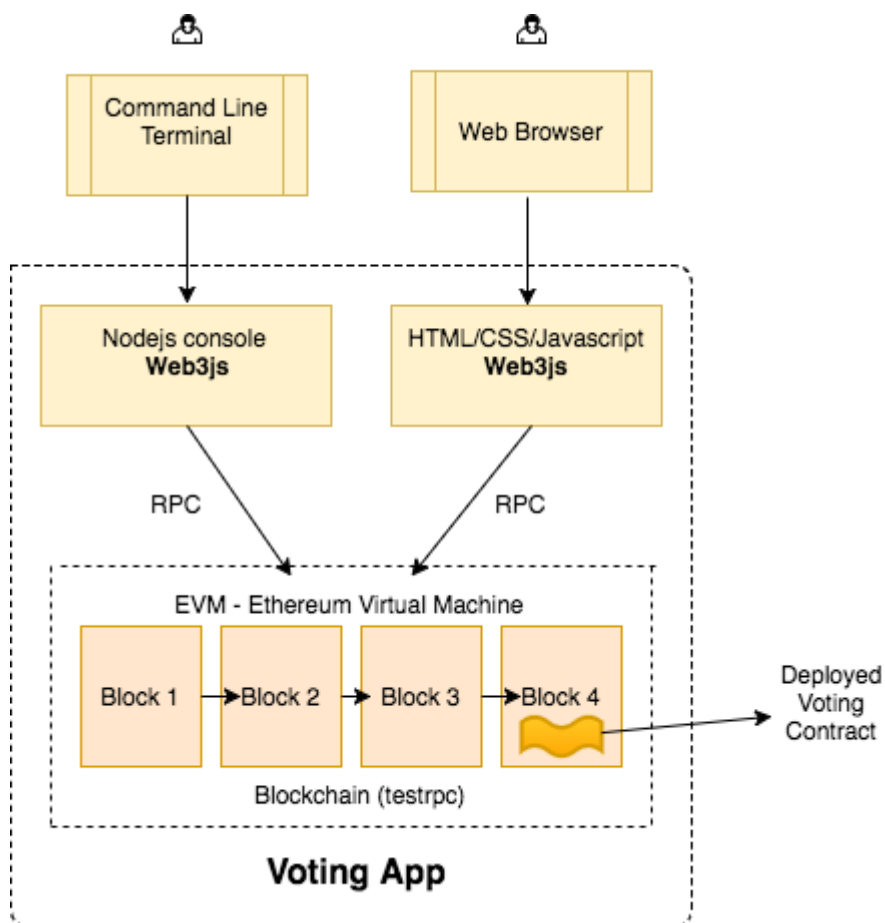 Command Line
Terminal
Web Browser
Nodejs console
Web3js
HTML/CSS/Javascript
Web3js
RPC
RPC
EVM - Ethereum Virtual Machine
Block 1
Block 2
Block 3
Block 4
Deployed
Voting
Contract
Blockchain (testrpc)
Voting App